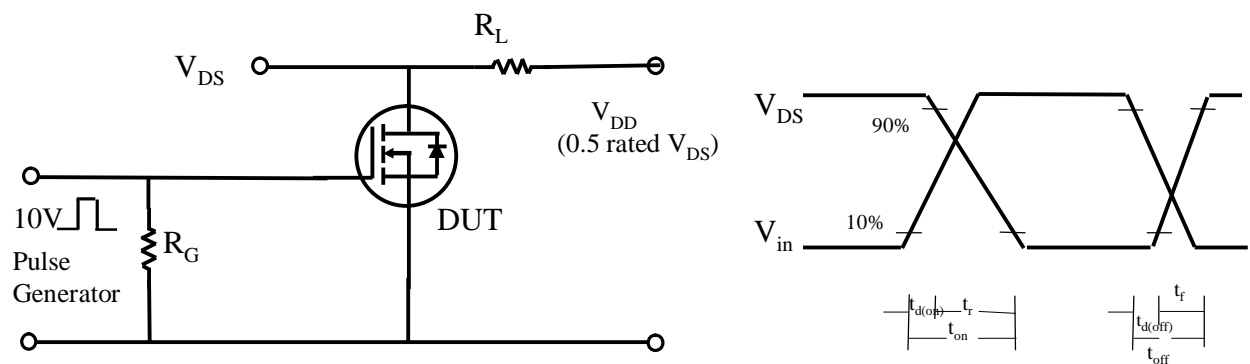 R_L
V_DS
V_DD
(0.5 rated V_DS)
10V
DUT
R_G
Pulse
Generator
V_DS
90%
V_in
10%
t_d(on) t_r
t_on
t_f
t_d(off)
t_off